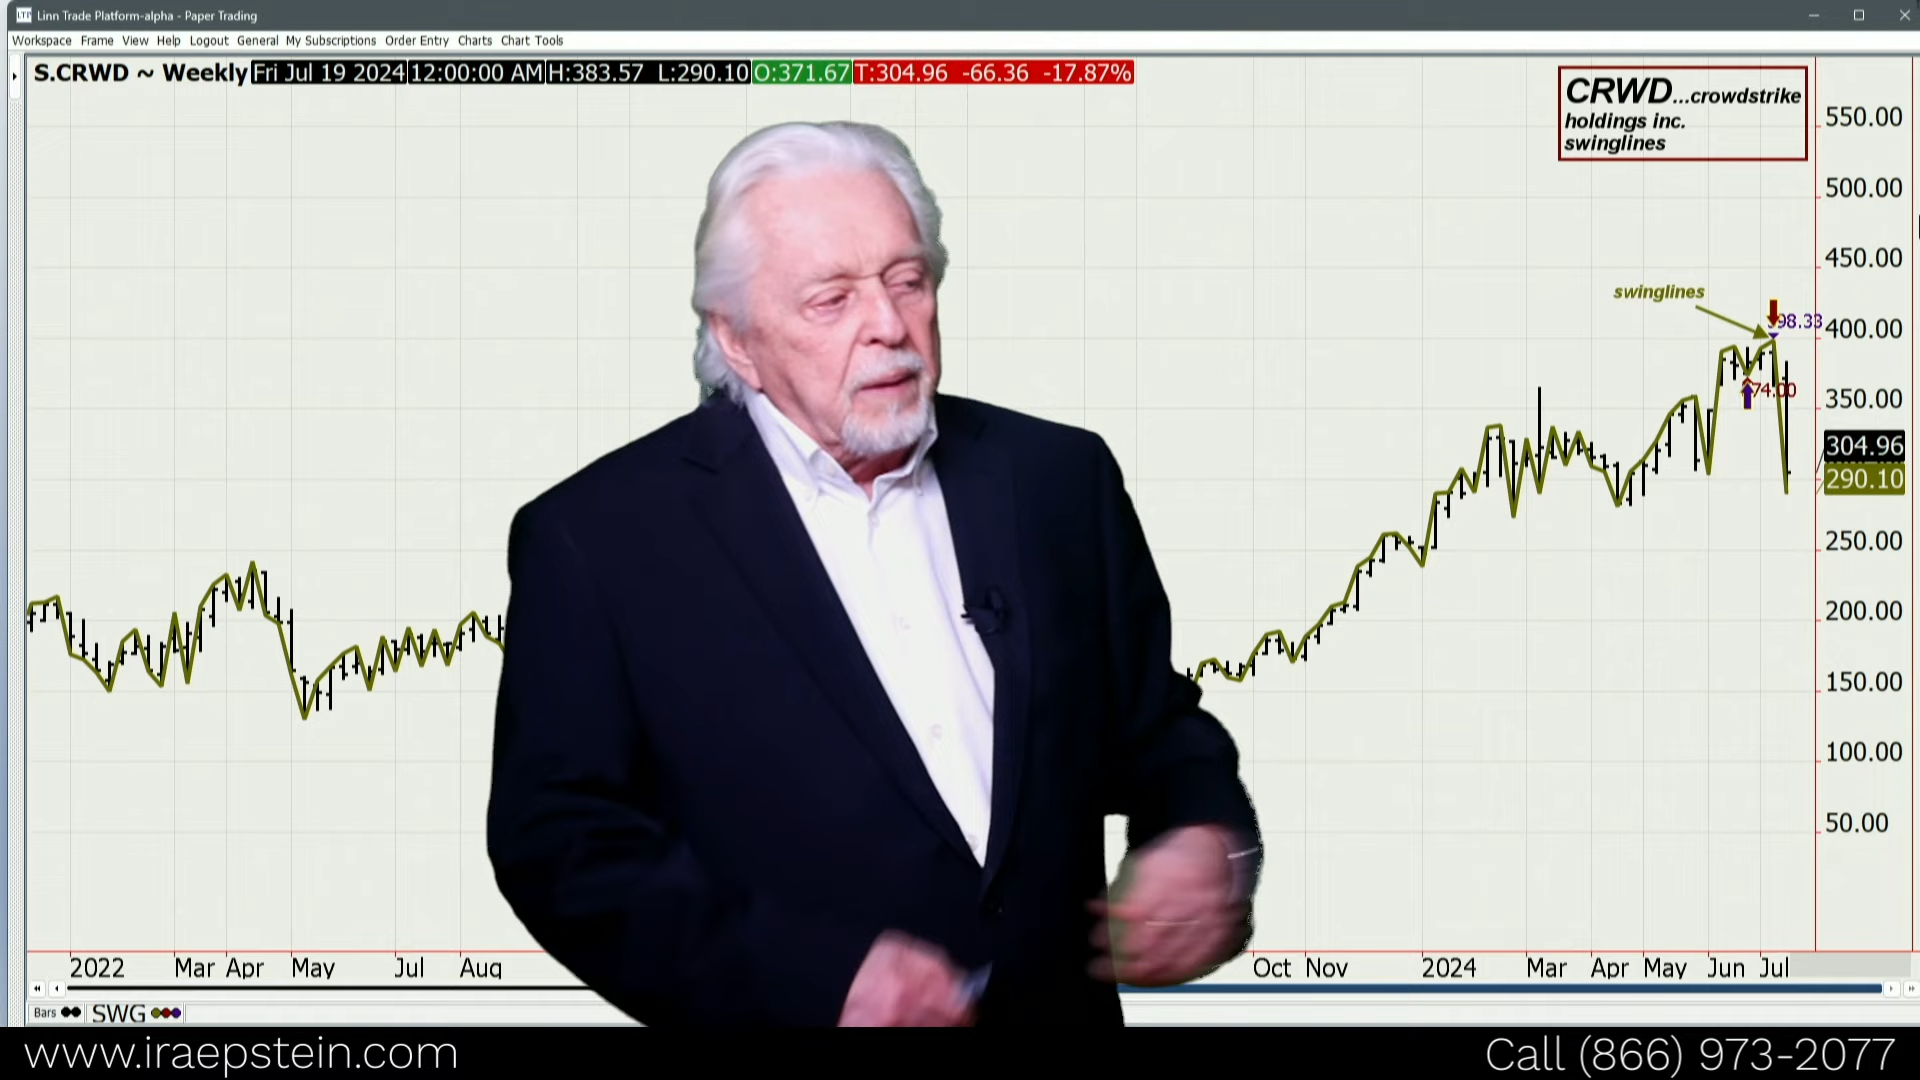 Linn Trade Platform-alpha - Paper Trading
Workspace Frame View Help Logout General My Subscriptions Order Entry Charts Chart Tools
S.CRWD ~ Weekly Fri Jul 19 2024 12:00:00 AM H:383.57 L:290.10 O:371.67 T:304.96 -66.36 -17.87%
CRWD...crowdstrike
holdings inc.
swinglines
550.00
500.00
450.00
swinglines
98.33
400.00
74.00
350.00
304.96
290.10
250.00
200.00
150.00
100.00
50.00
2022 Mar Apr May Jul Aug Oct Nov 2024 Mar Apr May Jun Jul
Bars SWG
www.iraepstein.com
Call (866) 973-2077